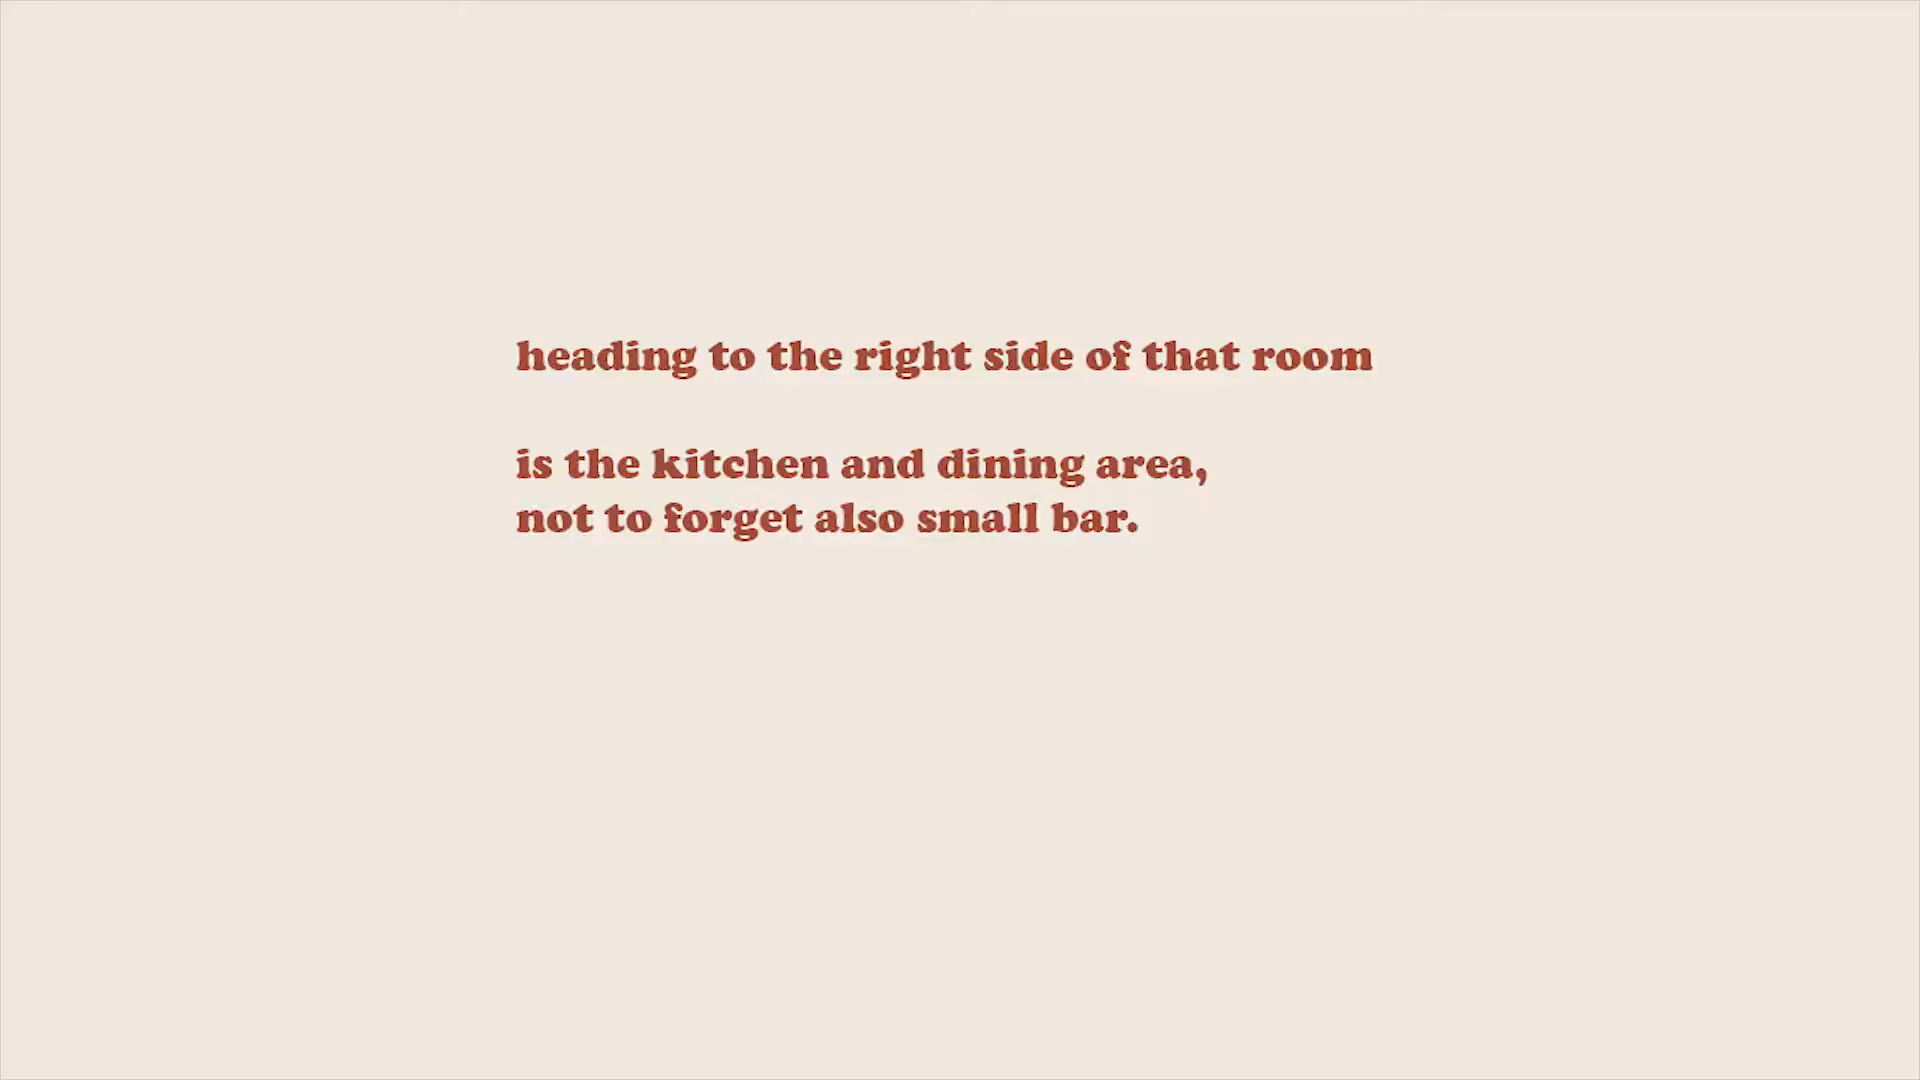 heading to the right side of that room
is the kitchen and dining area,
not to forget also small bar.